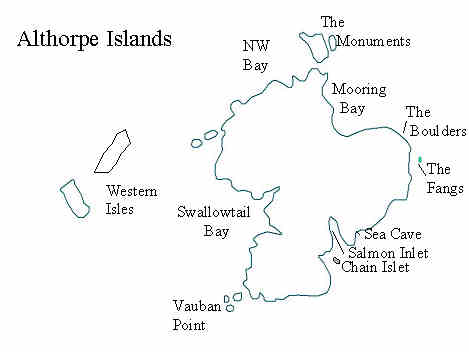 Althorpe Islands
The
Monuments
NW
Bay
Mooring
Bay
The
Boulders
The
Fangs
Western
Isles
Swallowtail
Bay
Sea Cave
Salmon Inlet
Chain Islet
Vauban
Point